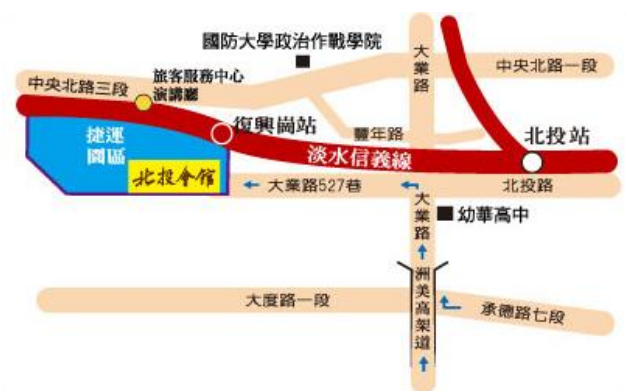 國防大學政治作戰學院
大業路
中央北路一段
中央北路三段
旅客服務中心
演講廳
復興崗站
豐年路
北投站
捷運
園區
淡水信義線
北投會館
大業路527巷
北投路
大業路
幼華高中
洲美高架道
大度路一段
承德路七段